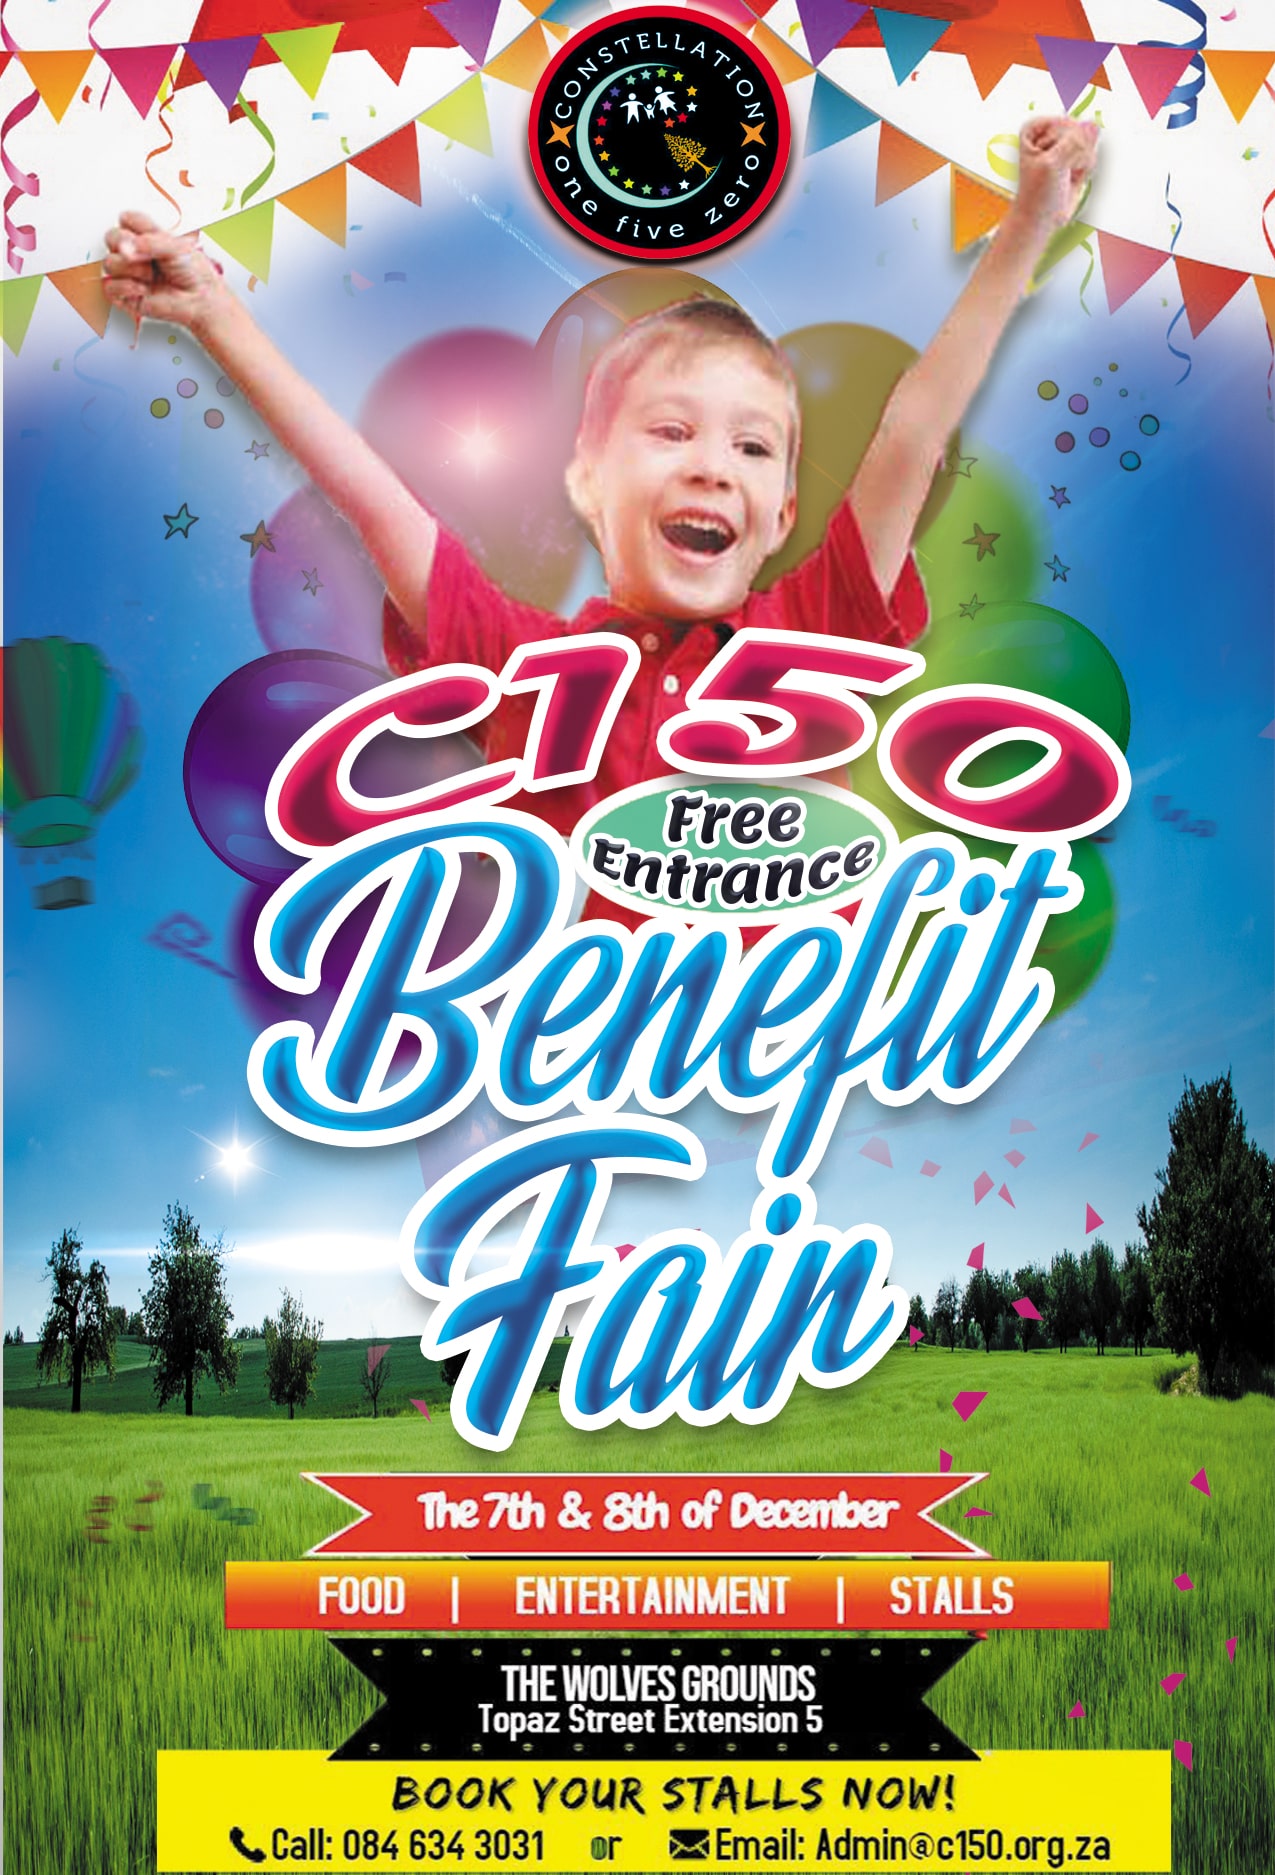 CONSTELLATION
one five zero
C150
Free
Entrance
Benefit
Fair
The 7th & 8th of December
FOOD | ENTERTAINMENT | STALLS
THE WOLVES GROUNDS
Topaz Street Extension 5
BOOK YOUR STALLS NOW!
Call: 084 634 3031 or Email: Admin@c150.org.za